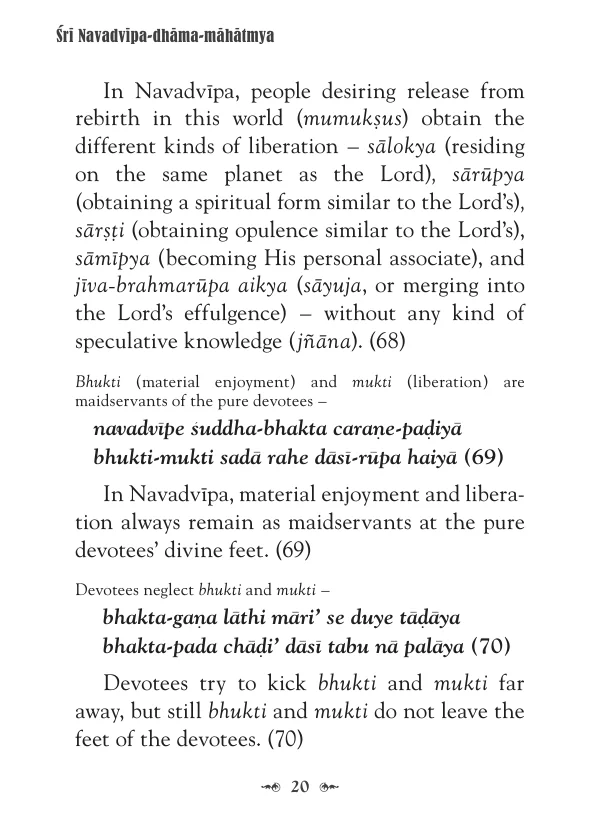 Śrī Navadvīpa-dhāma-māhātmya
In Navadvīpa, people desiring release from
rebirth in this world (mumukṣus) obtain the
different kinds of liberation – sālokya (residing
on the same planet as the Lord), sārūpya
(obtaining a spiritual form similar to the Lord's),
sārṣṭi (obtaining opulence similar to the Lord's),
sāmīpya (becoming His personal associate), and
jīva-brahmarūpa aikya (sāyuja, or merging into
the Lord's effulgence) – without any kind of
speculative knowledge (jñāna). (68)
Bhukti (material enjoyment) and mukti (liberation) are
maidservants of the pure devotees –
navadvīpe śuddha-bhakta caraṇe-paḍiyā
bhukti-mukti sadā rahe dāsī-rūpa haiyā (69)
In Navadvīpa, material enjoyment and libera-
tion always remain as maidservants at the pure
devotees' divine feet. (69)
Devotees neglect bhukti and mukti –
bhakta-gaṇa lāthi māri' se duye tāḍāya
bhakta-pada chāḍi' dāsī tabu nā palāya (70)
Devotees try to kick bhukti and mukti far
away, but still bhukti and mukti do not leave the
feet of the devotees. (70)
20